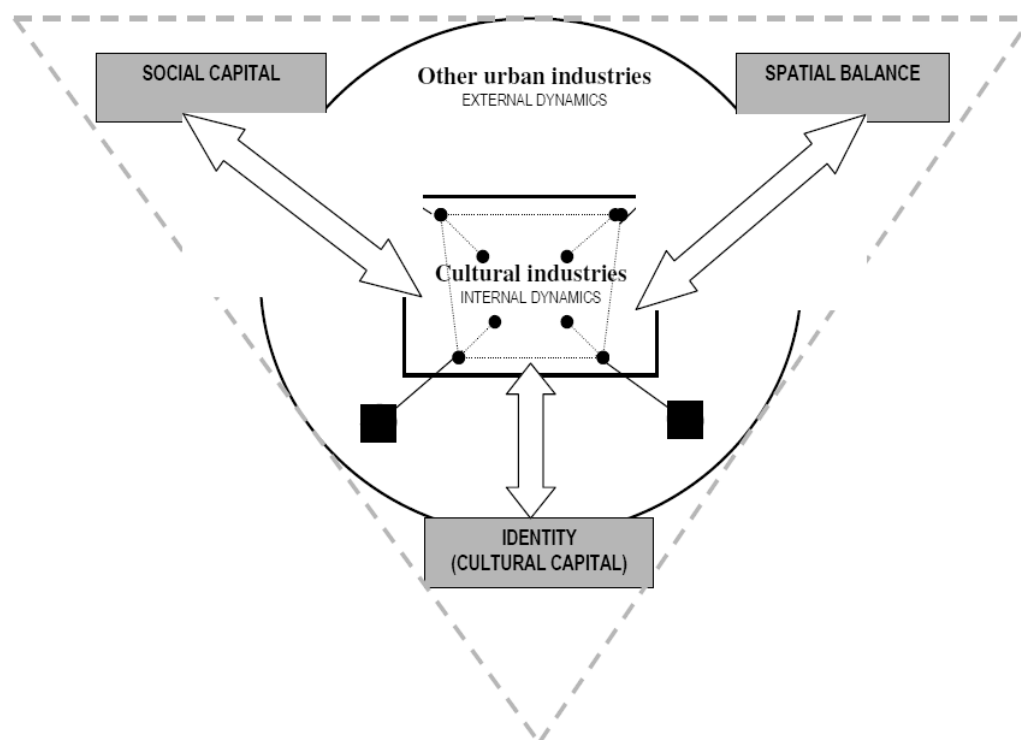 SOCIAL CAPITAL
Other urban industries
EXTERNAL DYNAMICS
SPATIAL BALANCE
Cultural industries
INTERNAL DYNAMICS
IDENTITY
(CULTURAL CAPITAL)